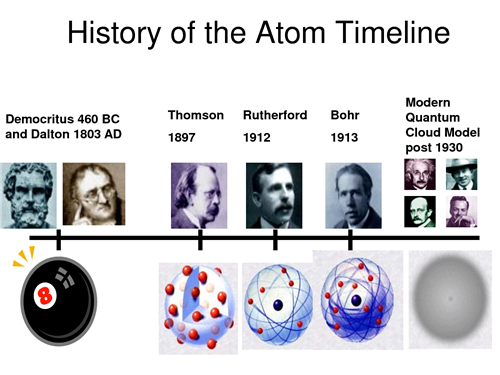 History of the Atom Timeline
Democritus 460 BC
and Dalton 1803 AD
Thomson
1897
Rutherford
1912
Bohr
1913
Modern
Quantum
Cloud Model
post 1930
8